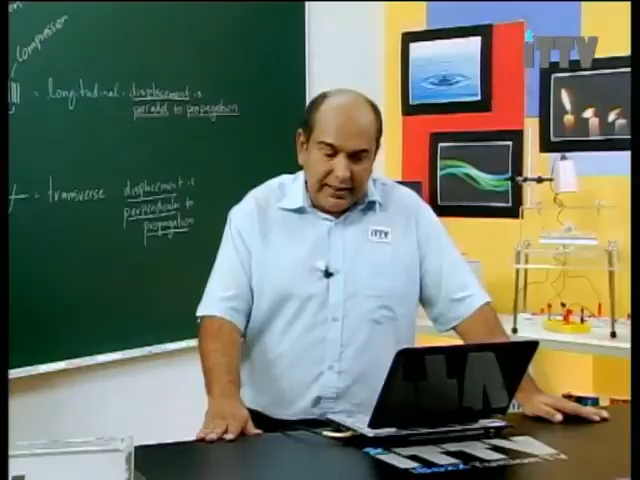 ITTV
compression
= longitudinal. displacement is
parallel to propagation
= transverse displacement is
perpendicular to
propagation
ITTV